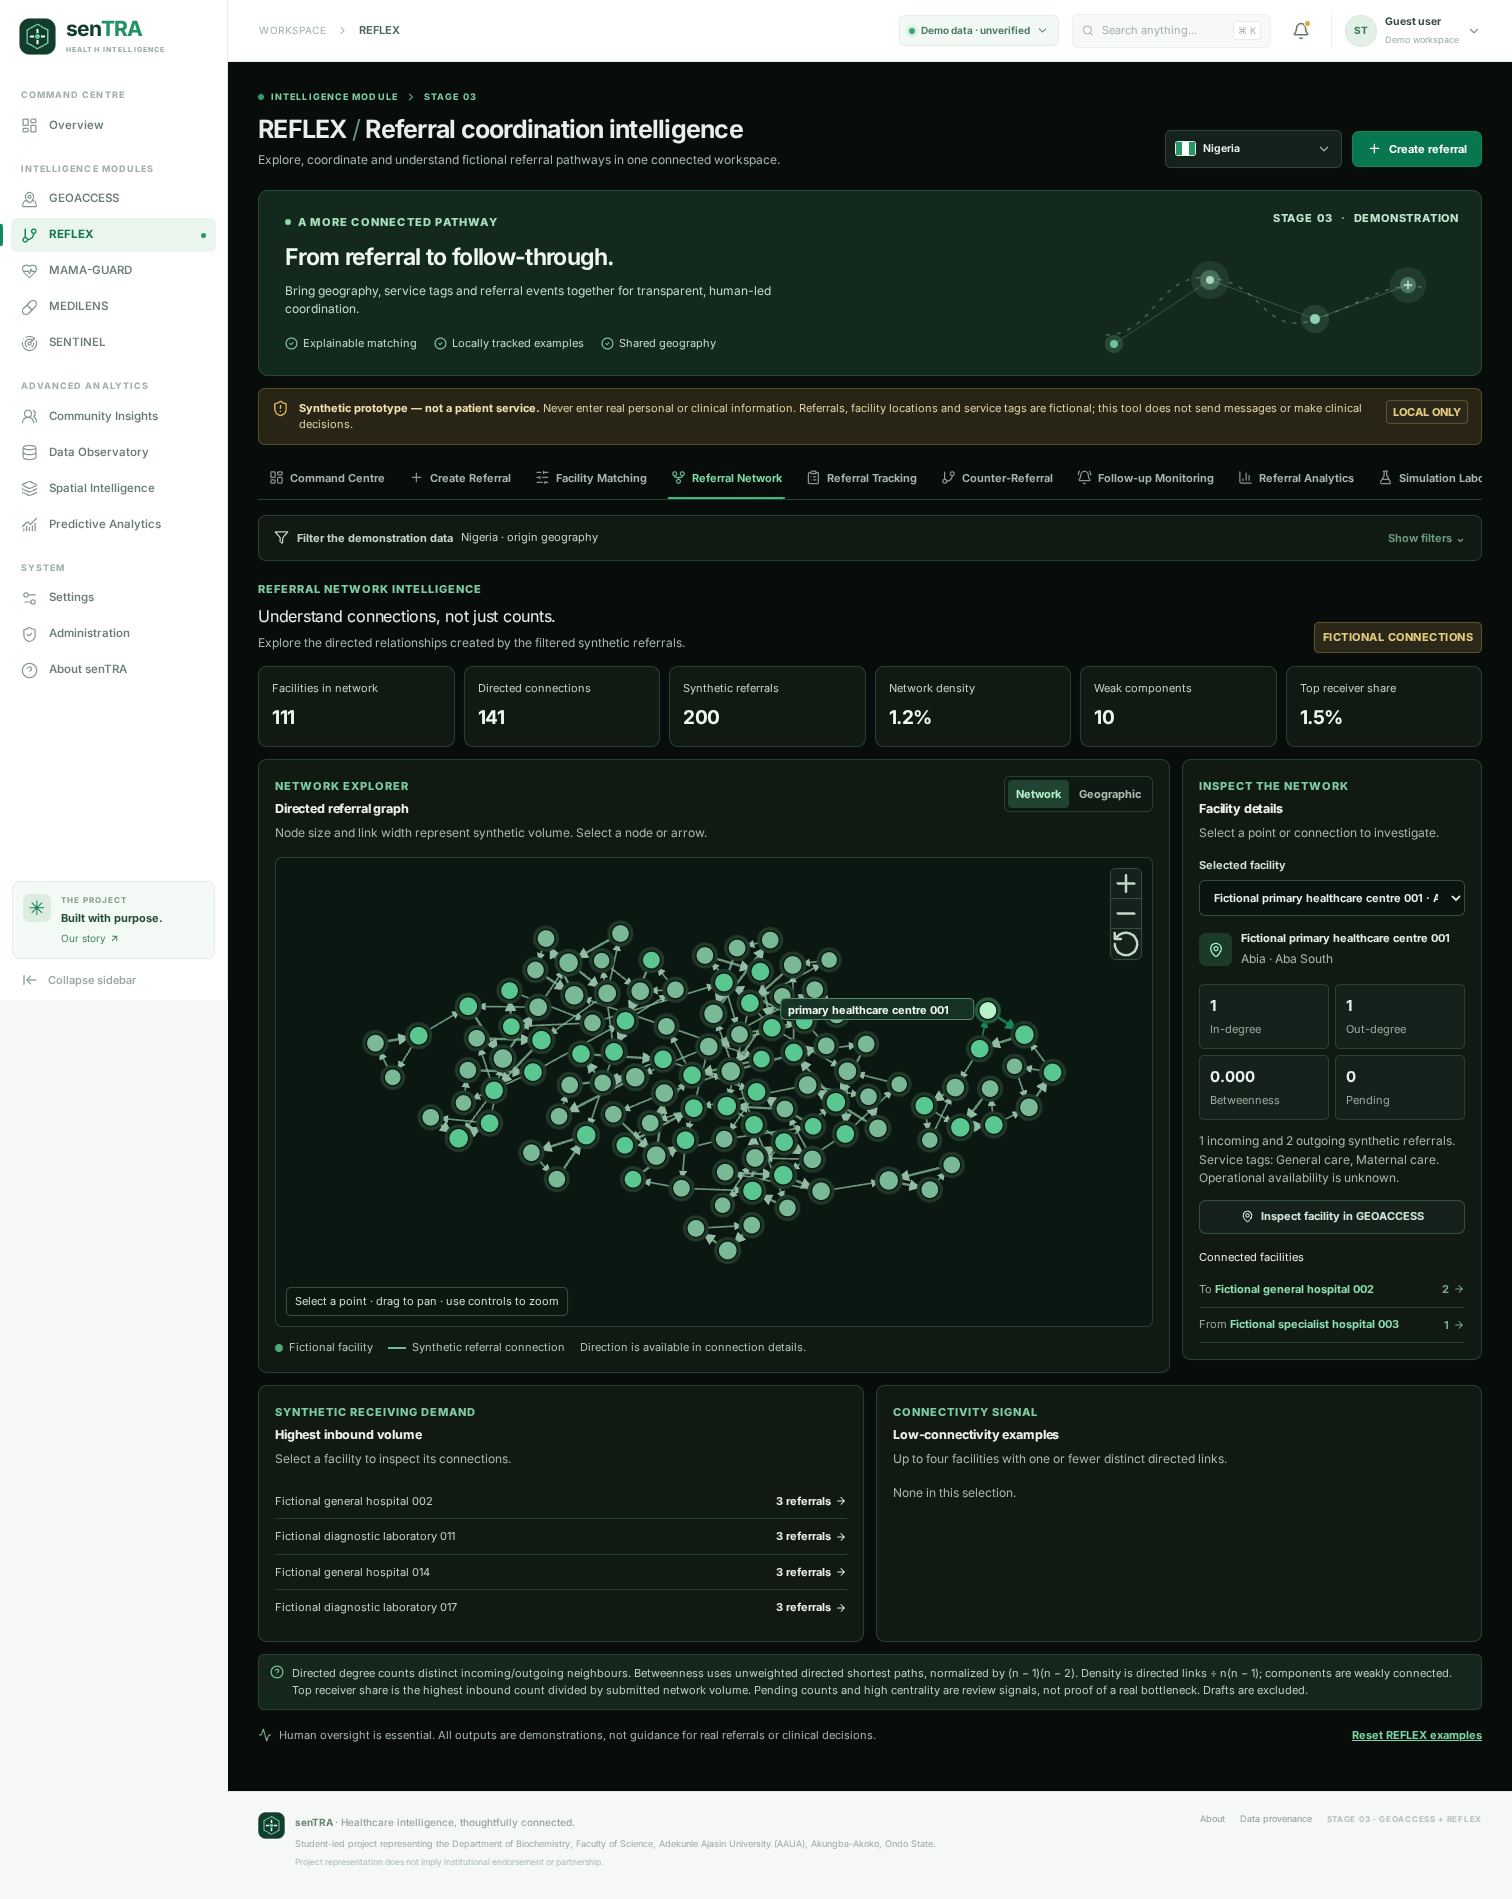 senTRA
HEALTH INTELLIGENCE
COMMAND CENTRE
Overview
INTELLIGENCE MODULES
GEOACCESS
REFLEX
MAMA-GUARD
MEDILENS
SENTINEL
ADVANCED ANALYTICS
Community Insights
Data Observatory
Spatial Intelligence
Predictive Analytics
SYSTEM
Settings
Administration
About senTRA
THE PROJECT
Built with purpose.
Our story
Collapse sidebar
WORKSPACE > REFLEX
Demo data · unverified
Search anything...
⌘ K
ST
Guest user
Demo workspace
INTELLIGENCE MODULE > STAGE 03
REFLEX / Referral coordination intelligence
Explore, coordinate and understand fictional referral pathways in one connected workspace.
Nigeria
+ Create referral
A MORE CONNECTED PATHWAY
STAGE 03 · DEMONSTRATION
From referral to follow-through.
Bring geography, service tags and referral events together for transparent, human-led
coordination.
Explainable matching
Locally tracked examples
Shared geography
Synthetic prototype — not a patient service. Never enter real personal or clinical information. Referrals, facility locations and service tags are fictional; this tool does not send messages or make clinical
decisions.
LOCAL ONLY
Command Centre
Create Referral
Facility Matching
Referral Network
Referral Tracking
Counter-Referral
Follow-up Monitoring
Referral Analytics
Simulation Labo
Filter the demonstration data Nigeria · origin geography
Show filters
REFERRAL NETWORK INTELLIGENCE
Understand connections, not just counts.
Explore the directed relationships created by the filtered synthetic referrals.
FICTIONAL CONNECTIONS
Facilities in network
111
Directed connections
141
Synthetic referrals
200
Network density
1.2%
Weak components
10
Top receiver share
1.5%
NETWORK EXPLORER
Directed referral graph
Node size and link width represent synthetic volume. Select a node or arrow.
Network
Geographic
primary healthcare centre 001
Select a point · drag to pan · use controls to zoom
Fictional facility
Synthetic referral connection
Direction is available in connection details.
INSPECT THE NETWORK
Facility details
Select a point or connection to investigate.
Selected facility
Fictional primary healthcare centre 001 · A
Fictional primary healthcare centre 001
Abia · Aba South
1
In-degree
1
Out-degree
0.000
Betweenness
0
Pending
1 incoming and 2 outgoing synthetic referrals.
Service tags: General care, Maternal care.
Operational availability is unknown.
Inspect facility in GEOACCESS
Connected facilities
To Fictional general hospital 002 2 →
From Fictional specialist hospital 003 1 →
SYNTHETIC RECEIVING DEMAND
Highest inbound volume
Select a facility to inspect its connections.
Fictional general hospital 002 3 referrals →
Fictional diagnostic laboratory 011 3 referrals →
Fictional general hospital 014 3 referrals →
Fictional diagnostic laboratory 017 3 referrals →
CONNECTIVITY SIGNAL
Low-connectivity examples
Up to four facilities with one or fewer distinct directed links.
None in this selection.
Directed degree counts distinct incoming/outgoing neighbours. Betweenness uses unweighted directed shortest paths, normalized by (n − 1)(n − 2). Density is directed links ÷ n(n − 1); components are weakly connected.
Top receiver share is the highest inbound count divided by submitted network volume. Pending counts and high centrality are review signals, not proof of a real bottleneck. Drafts are excluded.
Human oversight is essential. All outputs are demonstrations, not guidance for real referrals or clinical decisions.
Reset REFLEX examples
senTRA · Healthcare intelligence, thoughtfully connected.
Student-led project representing the Department of Biochemistry, Faculty of Science, Adekunle Ajasin University (AAUA), Akungba-Akoko, Ondo State.
Project representation does not imply institutional endorsement or partnership.
About
Data provenance
STAGE 03 · GEOACCESS + REFLEX